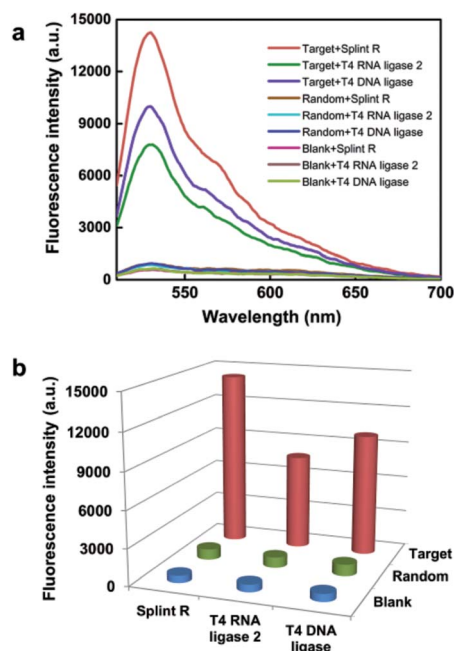 a
Fluorescence intensity (a.u.)
15000
12000
9000
6000
3000
0
550
600
650
700
Wavelength (nm)
Target+Splint R
Target+T4 RNA ligase 2
Target+T4 DNA ligase
Random+Splint R
Random+T4 RNA ligase 2
Random+T4 DNA ligase
Blank+Splint R
Blank+T4 RNA ligase 2
Blank+T4 DNA ligase
b
Fluorescence intensity (a.u.)
15000
12000
9000
6000
3000
0
Splint R
T4 RNA
ligase 2
T4 DNA
ligase
Target
Random
Blank